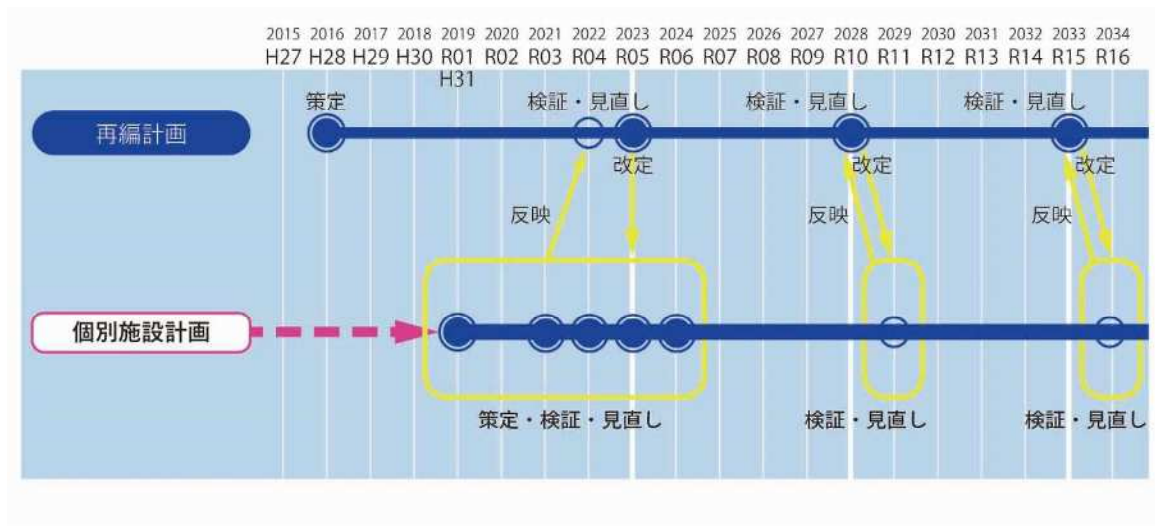 2015 2016 2017 2018 2019 2020 2021 2022 2023 2024 2025 2026 2027 2028 2029 2030 2031 2032 2033 2034
H27 H28 H29 H30 R01 R02 R03 R04 R05 R06 R07 R08 R09 R10 R11 R12 R13 R14 R15 R16
H31
策定 検証・見直し 検証・見直し 検証・見直し
再編計画
改定 改定 改定
反映 反映 反映
個別施設計画
策定・検証・見直し 検証・見直し 検証・見直し